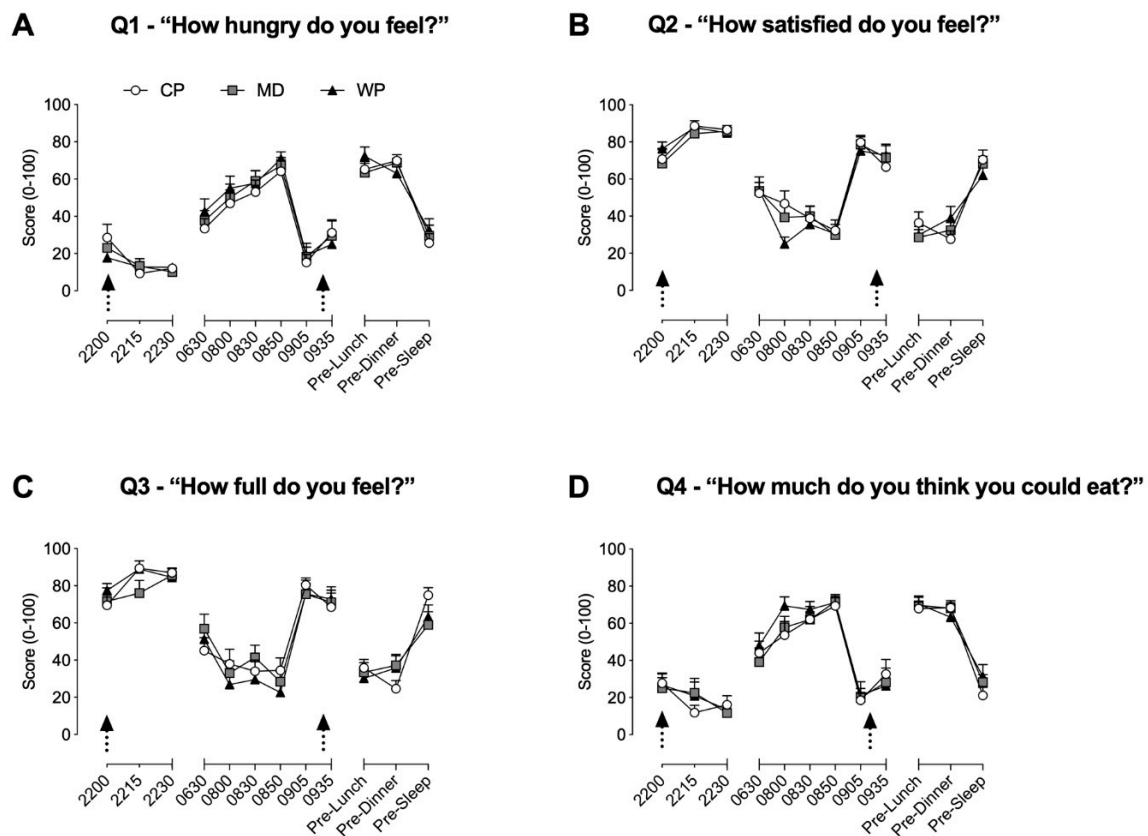 A
Q1 - “How hungry do you feel?”
CP
MD
WP
Score (0-100)
100
80
60
40
20
0
2200
2215
2230
0630
0800
0830
0850
0905
0935
Pre-Lunch
Pre-Dinner
Pre-Sleep
B
Q2 - “How satisfied do you feel?”
Score (0-100)
100
80
60
40
20
0
2200
2215
2230
0630
0800
0830
0850
0905
0935
Pre-Lunch
Pre-Dinner
Pre-Sleep
C
Q3 - “How full do you feel?”
Score (0-100)
100
80
60
40
20
0
2200
2215
2230
0630
0800
0830
0850
0905
0935
Pre-Lunch
Pre-Dinner
Pre-Sleep
D
Q4 - “How much do you think you could eat?”
Score (0-100)
100
80
60
40
20
0
2200
2215
2230
0630
0800
0830
0850
0905
0935
Pre-Lunch
Pre-Dinner
Pre-Sleep